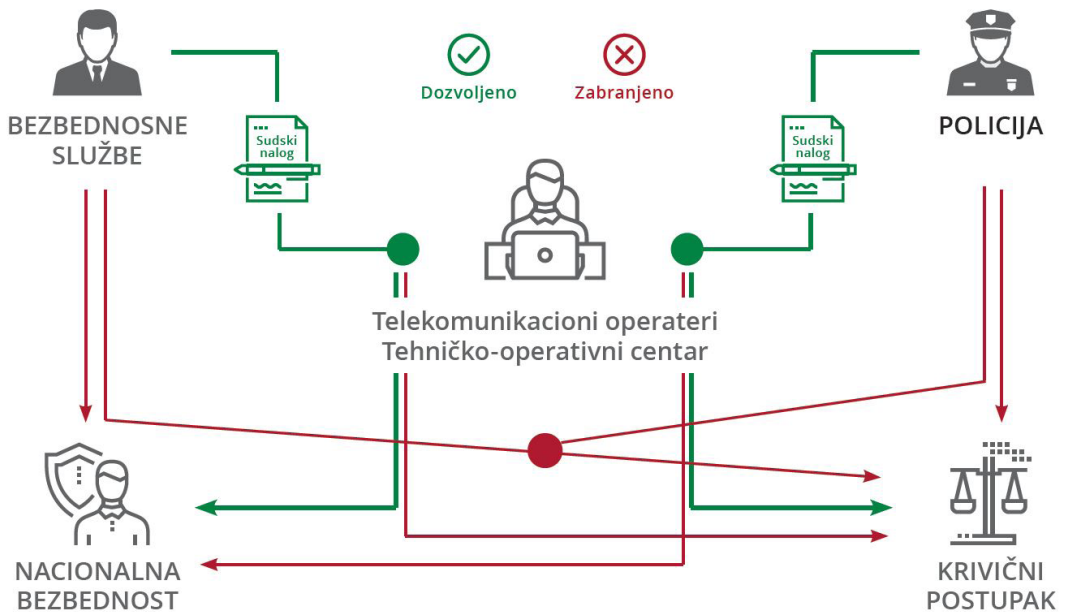 Dozvoljeno
Zabranjeno
BEZBEDNOSNE
SLUŽBE
POLICIJA
Sudski
nalog
Sudski
nalog
Telekomunikacioni operateri
Tehničko-operativni centar
NACIONALNA
BEZBEDNOST
KRIVIČNI
POSTUPAK